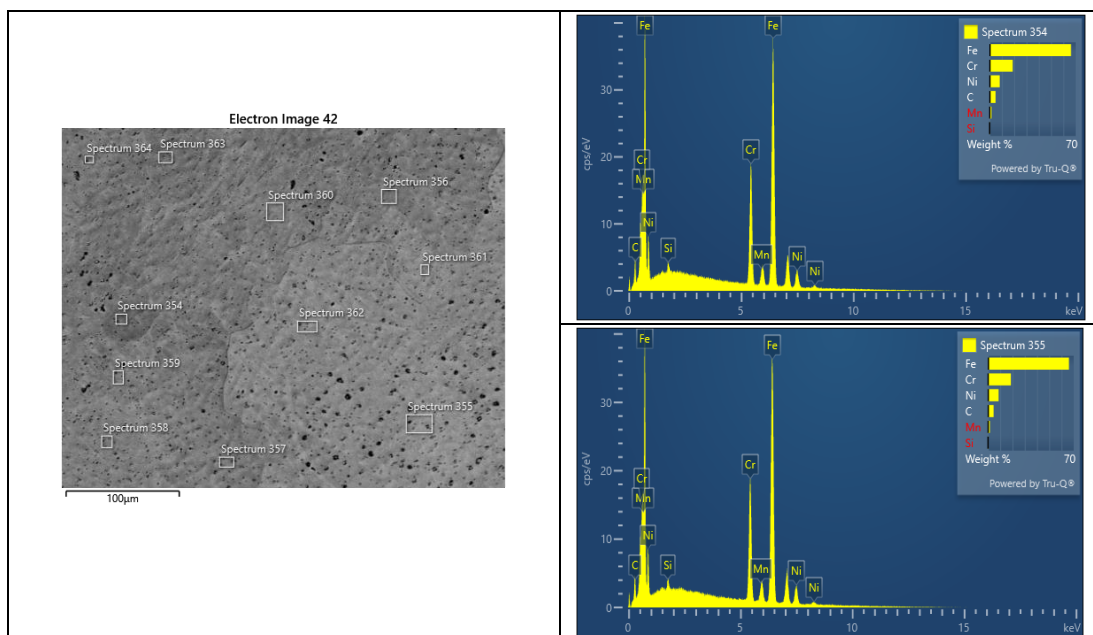 Electron Image 42
Spectrum 364
Spectrum 363
Spectrum 356
Spectrum 360
Spectrum 361
Spectrum 362
Spectrum 354
Spectrum 359
Spectrum 355
Spectrum 358
Spectrum 357
100µm
Fe
Fe
Cr
Mn
Ni
C
Si
Cr
Mn
Ni
Ni
cps/eV
30
20
10
0
0
5
10
15
keV
Spectrum 354
Fe
Cr
Ni
C
Mn
Si
Weight %
70
Powered by Tru-Q®
Fe
Fe
Cr
Mn
Ni
C
Si
Cr
Mn
Ni
Ni
cps/eV
30
20
10
0
0
5
10
15
keV
Spectrum 355
Fe
Cr
Ni
C
Mn
Si
Weight %
70
Powered by Tru-Q®